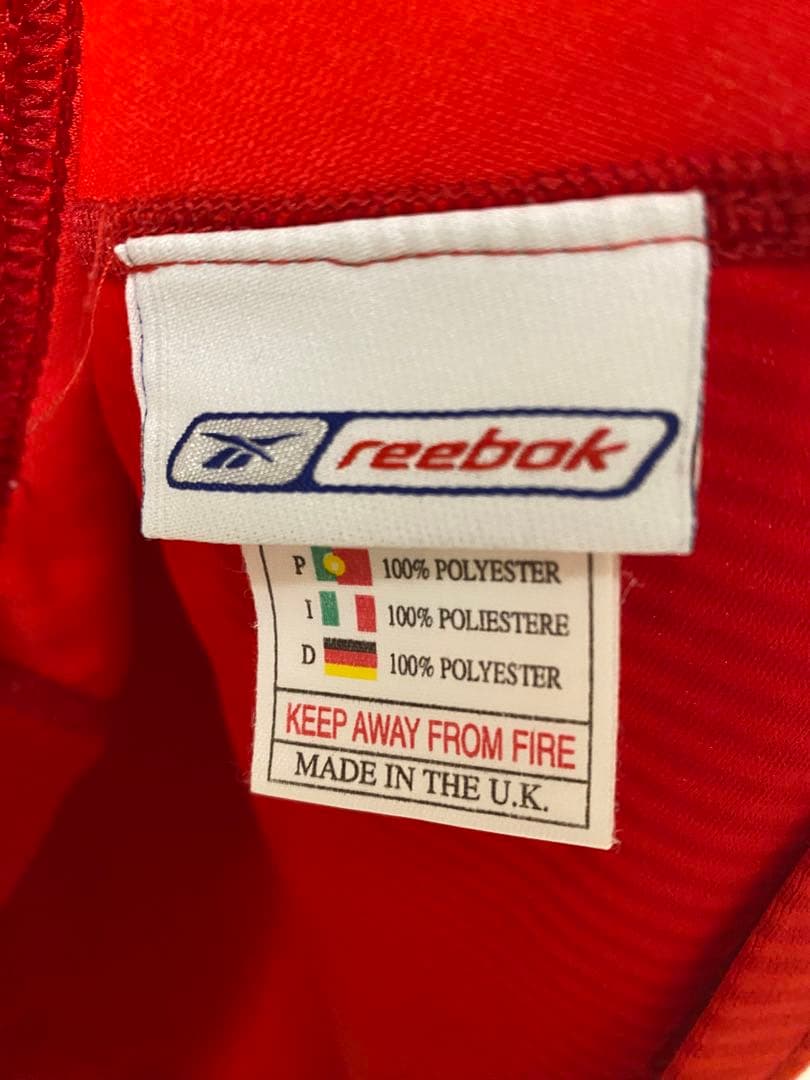 Reebok
P 100% POLYESTER
I 100% POLIESTERE
D 100% POLYESTER
KEEP AWAY FROM FIRE
MADE IN THE U.K.